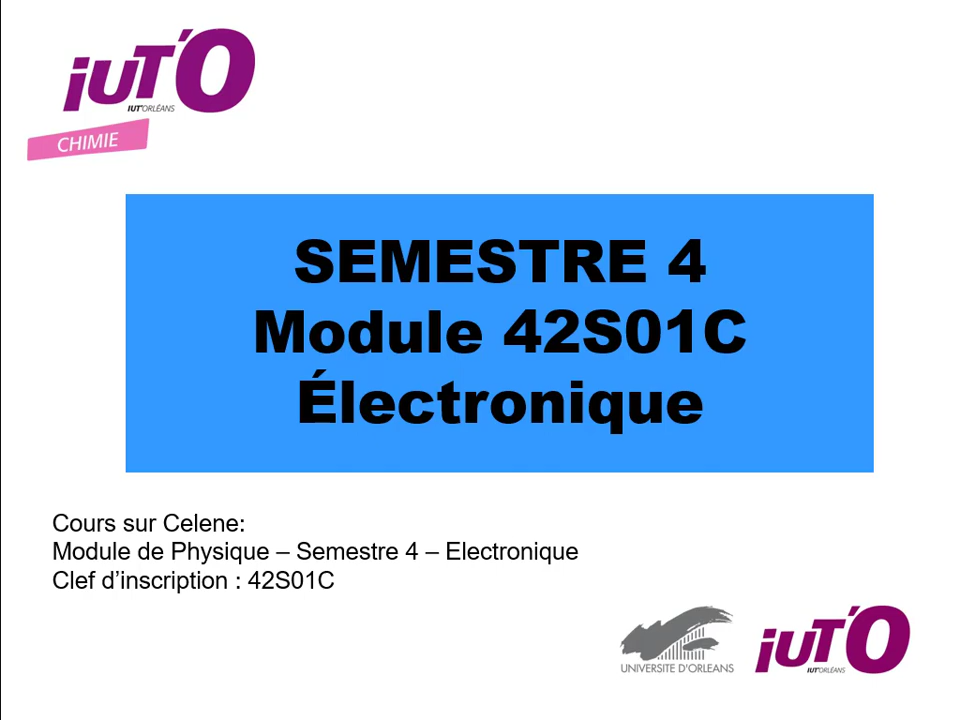 iUT'O
IUT'ORLÉANS
CHIMIE
SEMESTRE 4
Module 42S01C
Électronique
Cours sur Celene:
Module de Physique – Semestre 4 – Electronique
Clef d’inscription : 42S01C
UNIVERSITE D'ORLEANS
iUT'O
IUT'ORLÉANS